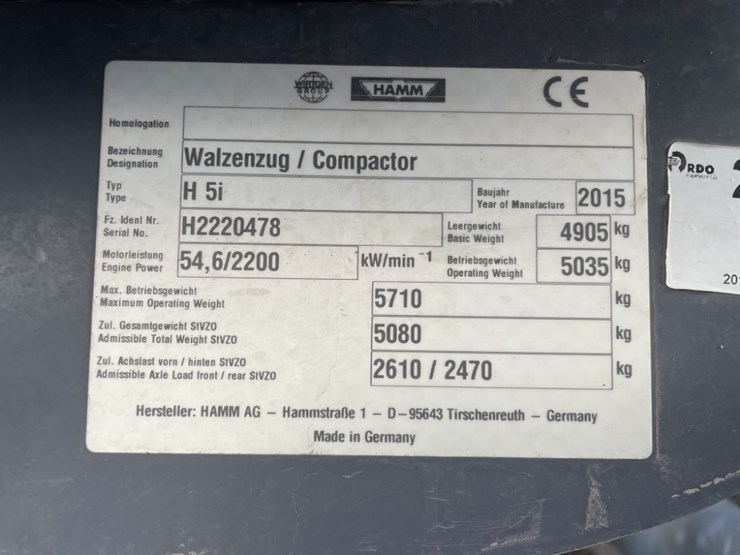 WIRTGEN
GROUP
HAMM
CE
Homologation
Bezeichnung
Designation
Walzenzug / Compactor
Typ
Type
H 5i
Baujahr
Year of Manufacture
2015
Fz. Ident Nr.
Serial No.
H2220478
Leergewicht
Basic Weight
4905 kg
Motorleistung
Engine Power
54,6/2200 kW/min -1
Betriebsgewicht
Operating Weight
5035 kg
Max. Betriebsgewicht
Maximum Operating Weight
5710 kg
Zul. Gesamtgewicht StVZO
Admissible Total Weight StVZO
5080 kg
Zul. Achslast vorn / hinten StVZO
Admissible Axle Load front / rear StVZO
2610 / 2470 kg
Hersteller: HAMM AG – Hammstraße 1 – D–95643 Tirschenreuth – Germany
Made in Germany
ARDO
2
20